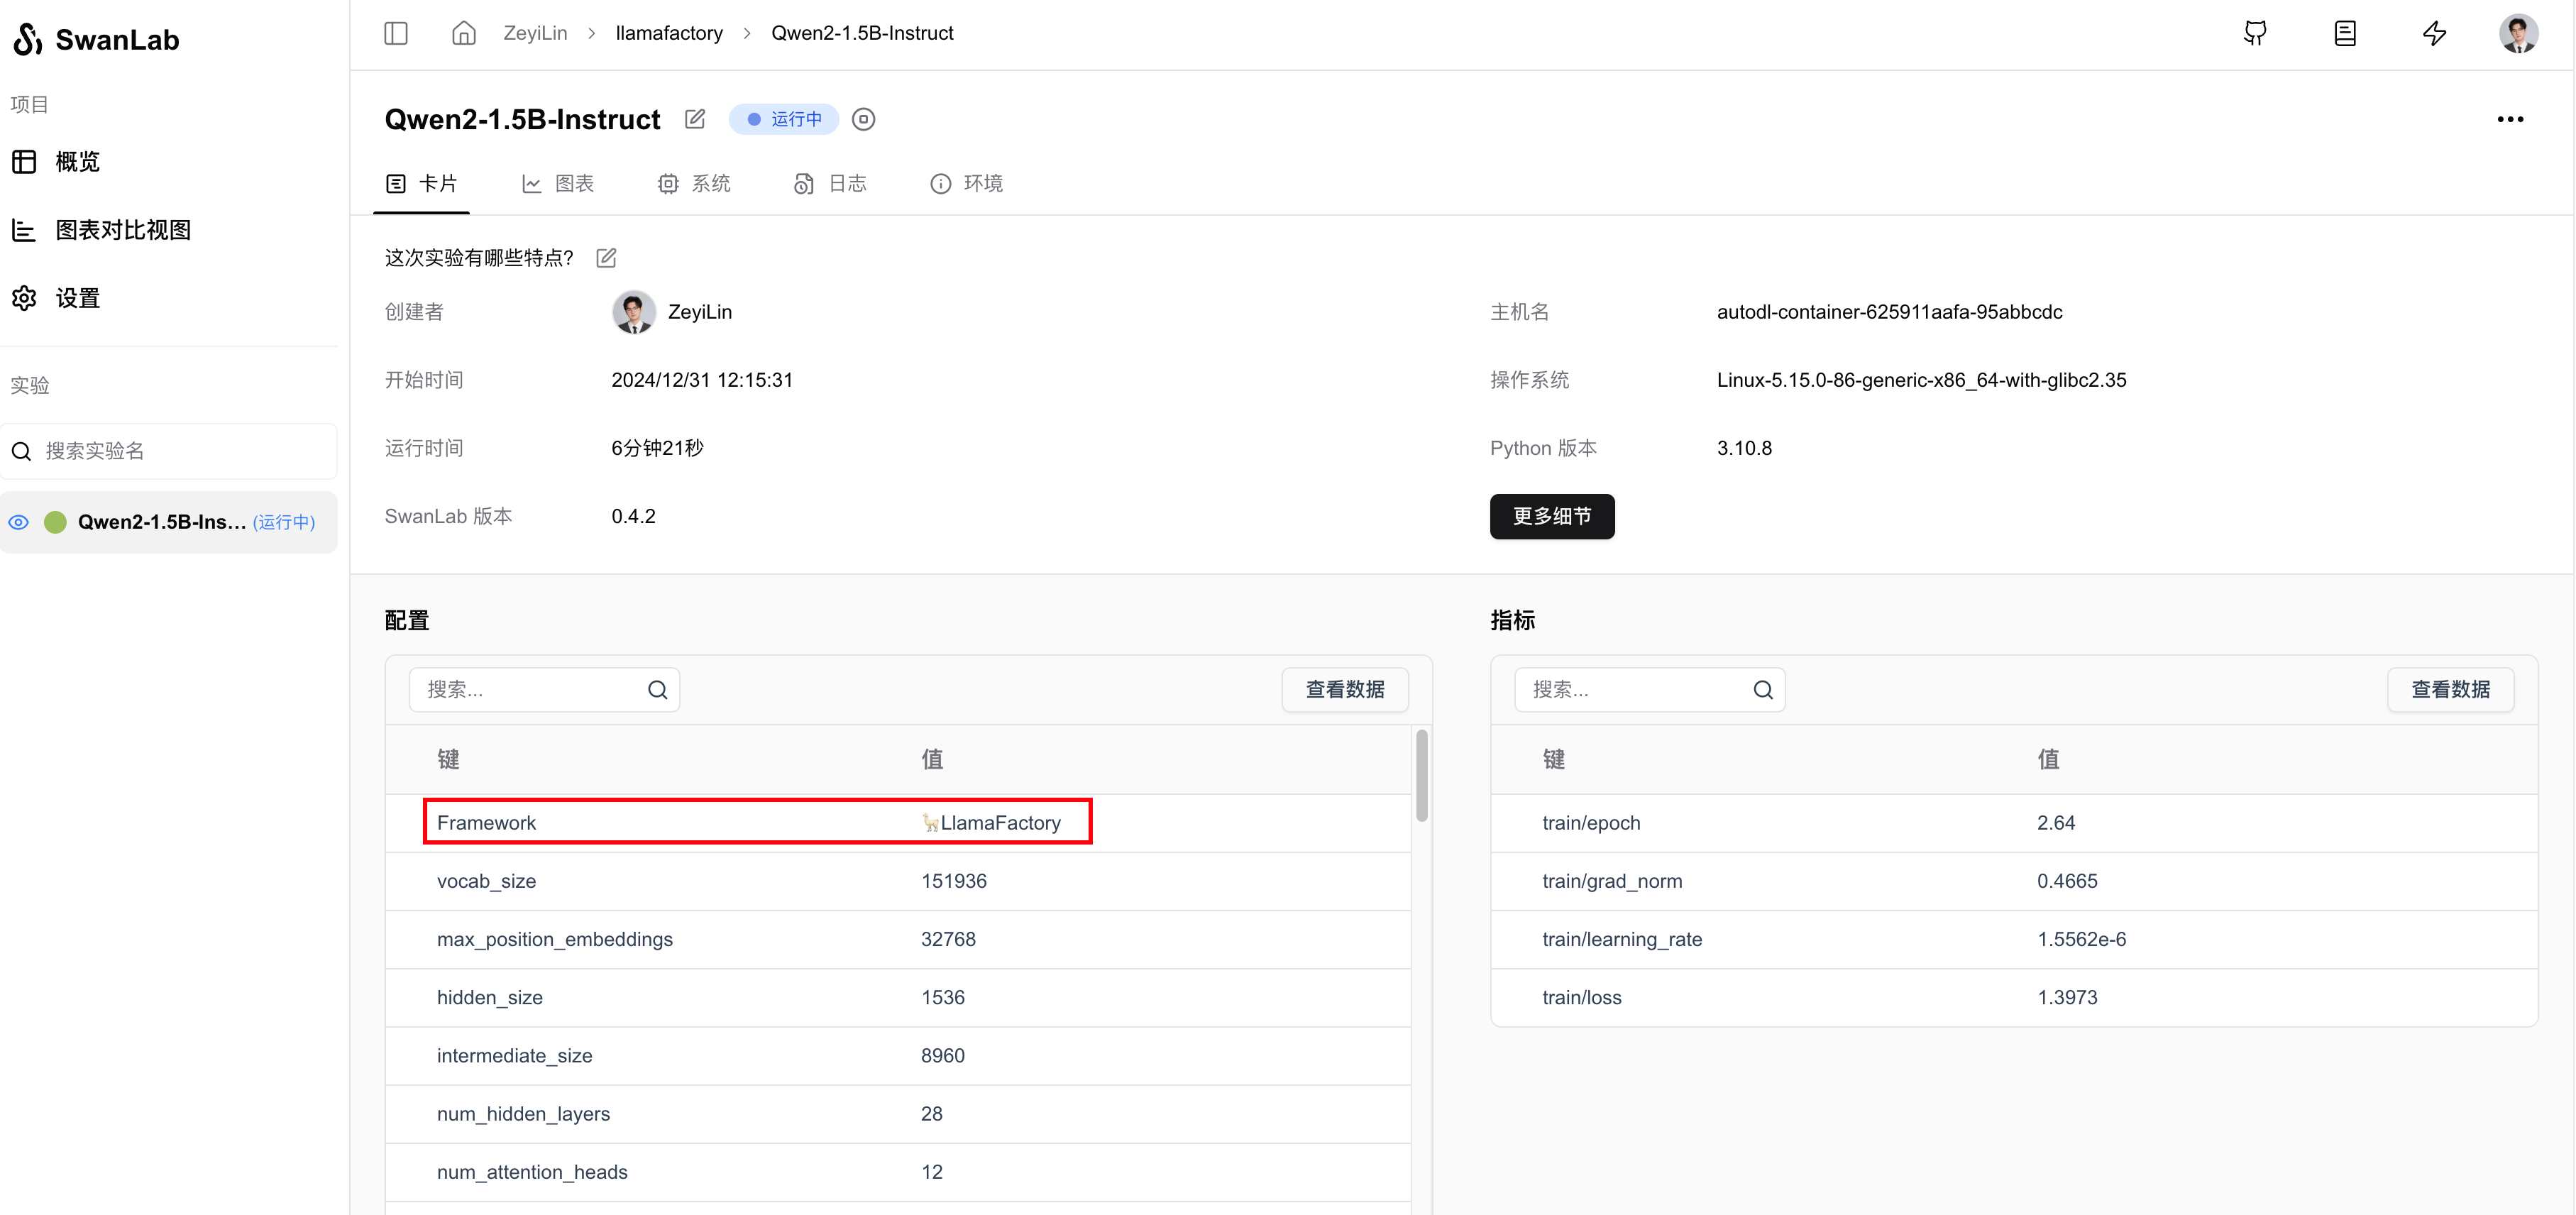 SwanLab
项目
概览
图表对比视图
设置
实验
搜索实验名
Qwen2-1.5B-Ins... (运行中)
ZeyiLin > llamafactory > Qwen2-1.5B-Instruct
Qwen2-1.5B-Instruct 运行中
卡片 图表 系统 日志 环境
这次实验有哪些特点?
创建者 ZeyiLin
开始时间 2024/12/31 12:15:31
运行时间 6分钟21秒
SwanLab 版本 0.4.2
主机名 autodl-container-625911aafa-95abbcdc
操作系统 Linux-5.15.0-86-generic-x86_64-with-glibc2.35
Python 版本 3.10.8
更多细节
配置
搜索... 查看数据
键 值
Framework 🦙LlamaFactory
vocab_size 151936
max_position_embeddings 32768
hidden_size 1536
intermediate_size 8960
num_hidden_layers 28
num_attention_heads 12
指标
搜索... 查看数据
键 值
train/epoch 2.64
train/grad_norm 0.4665
train/learning_rate 1.5562e-6
train/loss 1.3973